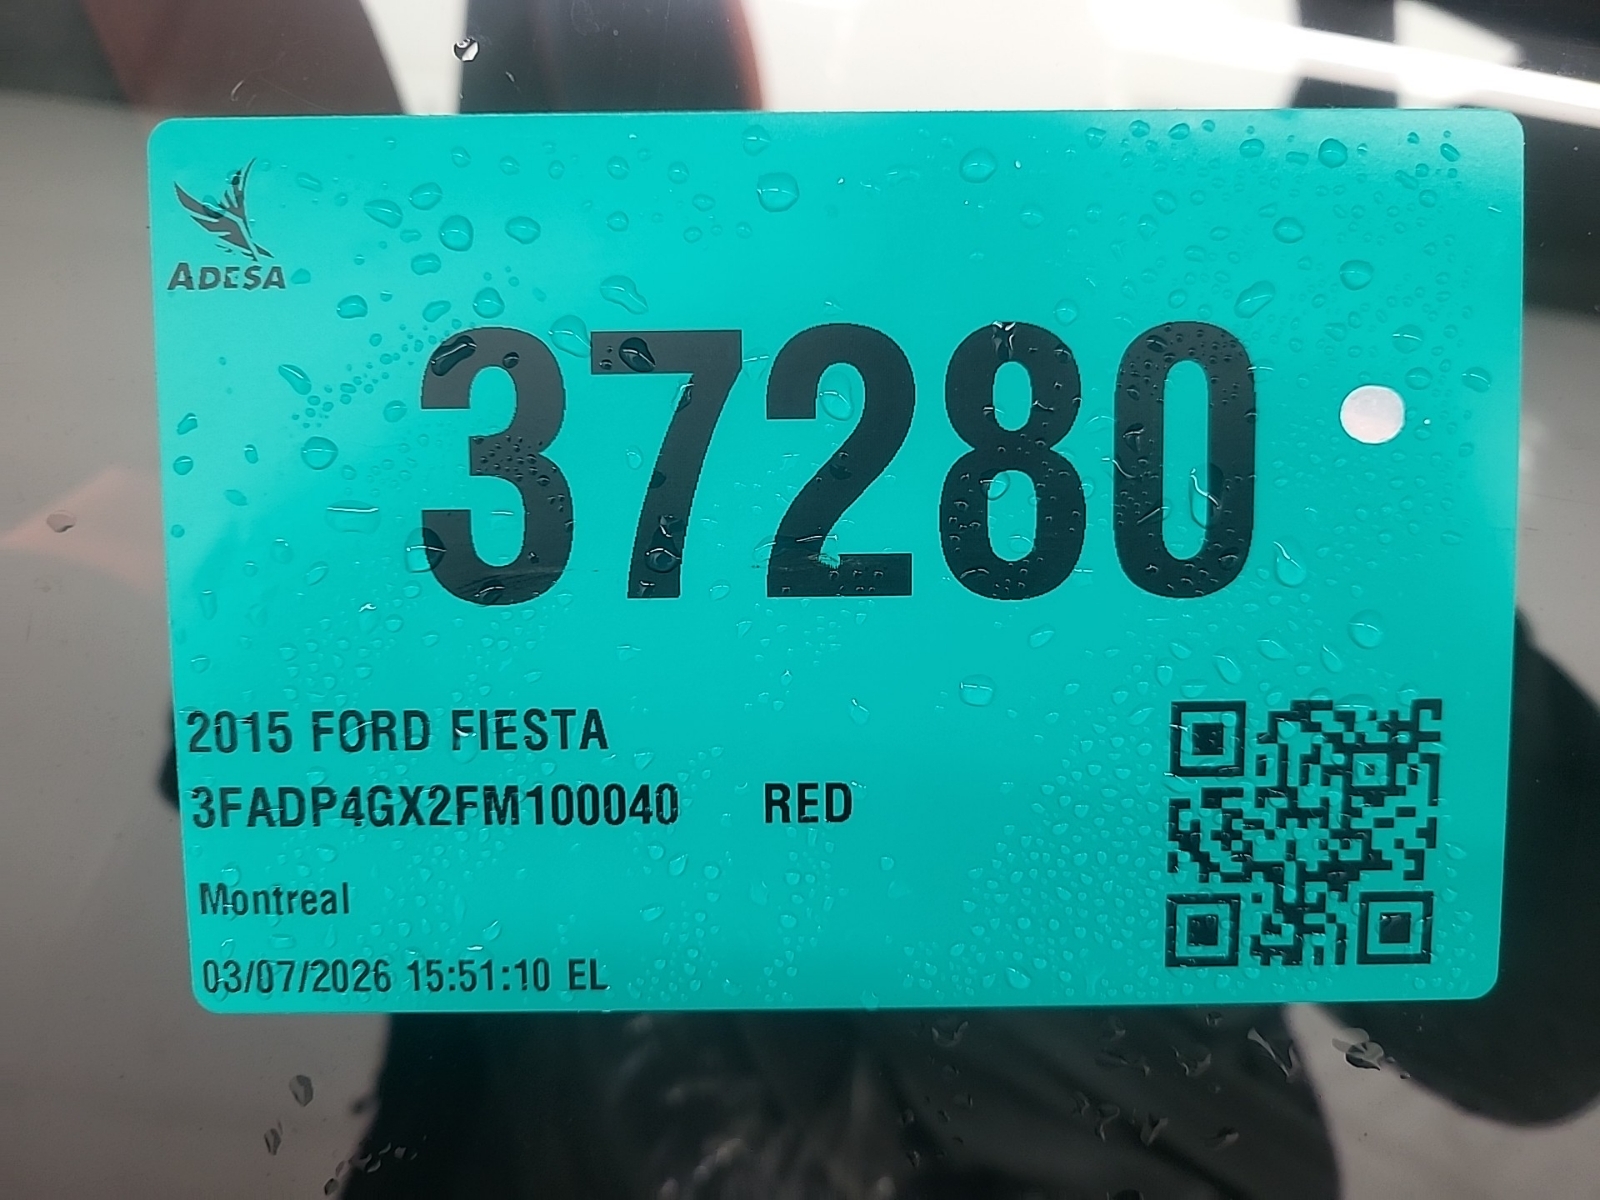 ADESA
37280
2015 FORD FIESTA
3FADP4GX2FM100040 RED
Montreal
03/07/2026 15:51:10 EL